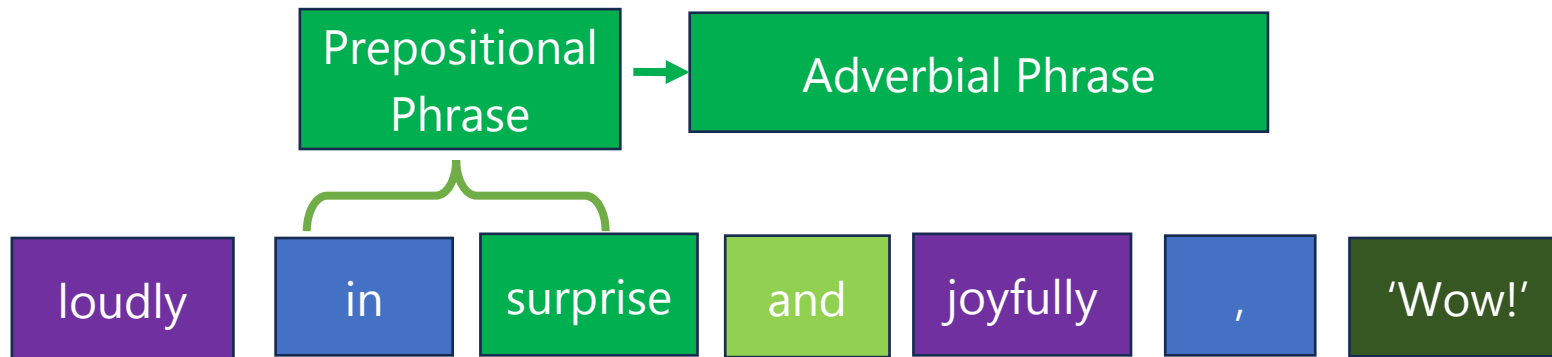 Prepositional
Phrase
Adverbial Phrase
loudly in surprise and joyfully , ‘Wow!’